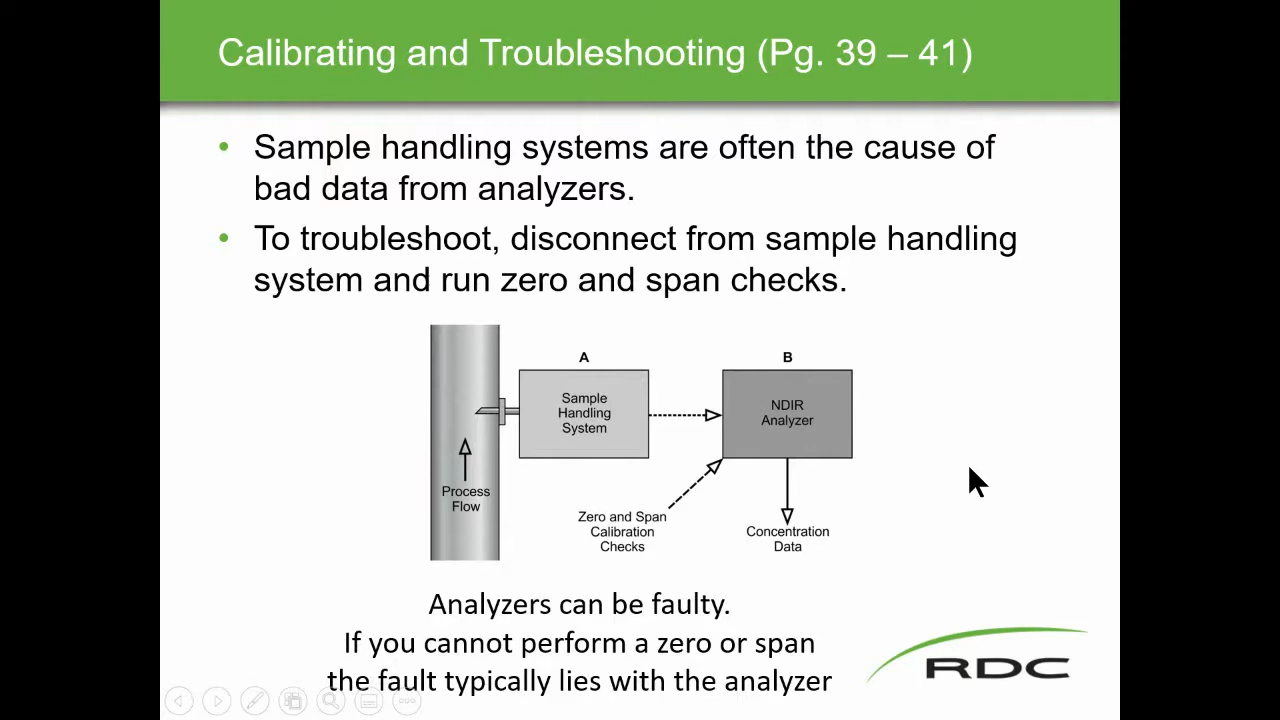 Calibrating and Troubleshooting (Pg. 39 – 41)
• Sample handling systems are often the cause of
bad data from analyzers.
• To troubleshoot, disconnect from sample handling
system and run zero and span checks.
A
B
Sample
Handling
System
NDIR
Analyzer
Process
Flow
Zero and Span
Calibration
Checks
Concentration
Data
Analyzers can be faulty.
If you cannot perform a zero or span
the fault typically lies with the analyzer
RDC